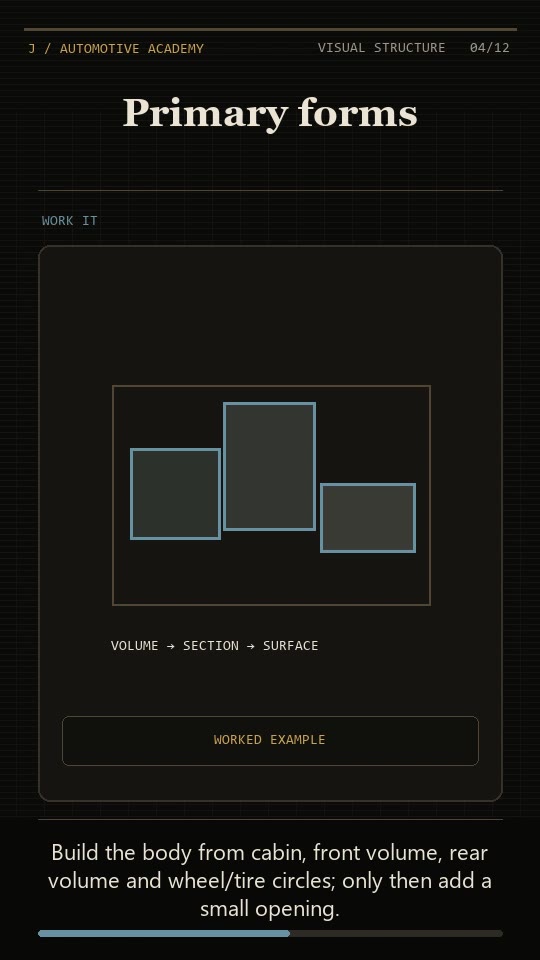 J / AUTOMOTIVE ACADEMY
VISUAL STRUCTURE 04/12
Primary forms
WORK IT
VOLUME → SECTION → SURFACE
WORKED EXAMPLE
Build the body from cabin, front volume, rear
volume and wheel/tire circles; only then add a
small opening.